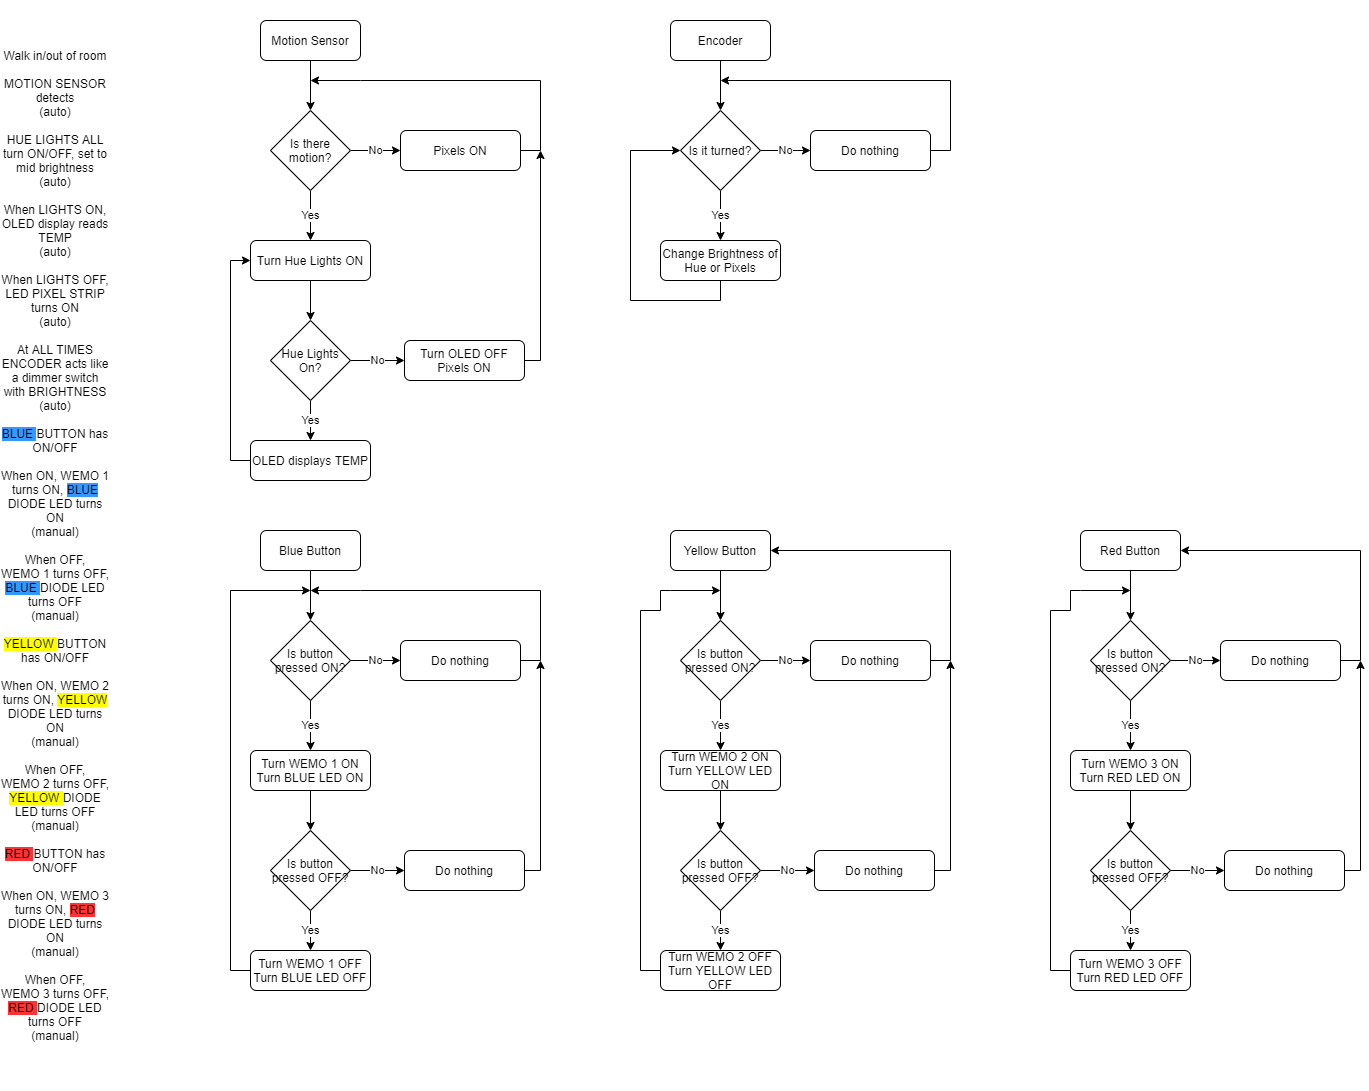 Walk in/out of room
MOTION SENSOR
detects
(auto)
HUE LIGHTS ALL
turn ON/OFF, set to
mid brightness
(auto)
When LIGHTS ON,
OLED display reads
TEMP
(auto)
When LIGHTS OFF,
LED PIXEL STRIP
turns ON
(auto)
At ALL TIMES
ENCODER acts like
a dimmer switch
with BRIGHTNESS
(auto)
BLUE BUTTON has
ON/OFF
When ON, WEMO 1
turns ON, BLUE
DIODE LED turns
ON
(manual)
When OFF,
WEMO 1 turns OFF,
BLUE DIODE LED
turns OFF
(manual)
YELLOW BUTTON
has ON/OFF
When ON, WEMO 2
turns ON, YELLOW
DIODE LED turns
ON
(manual)
When OFF,
WEMO 2 turns OFF,
YELLOW DIODE
LED turns OFF
(manual)
RED BUTTON has
ON/OFF
When ON, WEMO 3
turns ON, RED
DIODE LED turns
ON
(manual)
When OFF,
WEMO 3 turns OFF,
RED DIODE LED
turns OFF
(manual)
Motion Sensor
Is there
motion?
No
Pixels ON
Yes
Turn Hue Lights ON
Hue Lights
On?
No
Turn OLED OFF
Pixels ON
Yes
OLED displays TEMP
Encoder
Is it turned?
No
Do nothing
Yes
Change Brightness of
Hue or Pixels
Blue Button
Is button
pressed ON?
No
Do nothing
Yes
Turn WEMO 1 ON
Turn BLUE LED ON
Is button
pressed OFF?
No
Do nothing
Yes
Turn WEMO 1 OFF
Turn BLUE LED OFF
Yellow Button
Is button
pressed ON?
No
Do nothing
Yes
Turn WEMO 2 ON
Turn YELLOW LED
ON
Is button
pressed OFF?
No
Do nothing
Yes
Turn WEMO 2 OFF
Turn YELLOW LED
OFF
Red Button
Is button
pressed ON?
No
Do nothing
Yes
Turn WEMO 3 ON
Turn RED LED ON
Is button
pressed OFF?
No
Do nothing
Yes
Turn WEMO 3 OFF
Turn RED LED OFF